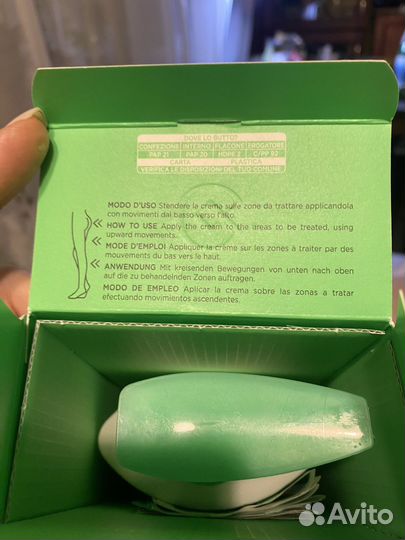 DOVE LO BUTTO?
CONFEZIONE INTERNO FLACONE EROGATORE
PAP 21 PAP 20 HDPE 2 C/PP 92
CARTA PLASTICA
VERIFICA LE DISPOSIZIONI DEL TUO COMUNE
MODO D'USO Stendere la crema sulle zone da trattare applicandola
con movimenti dal basso verso l'alto.
HOW TO USE Apply the cream to the areas to be treated, using
upward movements.
MODE D'EMPLOI Appliquer la crème sur les zones à traiter par des
mouvements du bas vers le haut.
ANWENDUNG Mit kreisenden Bewegungen von unten nach oben
auf die zu behandelnden Zonen auftragen.
MODO DE EMPLEO Aplicar la crema sobre las zonas a tratar
efectuando movimientos ascendentes.
Avito